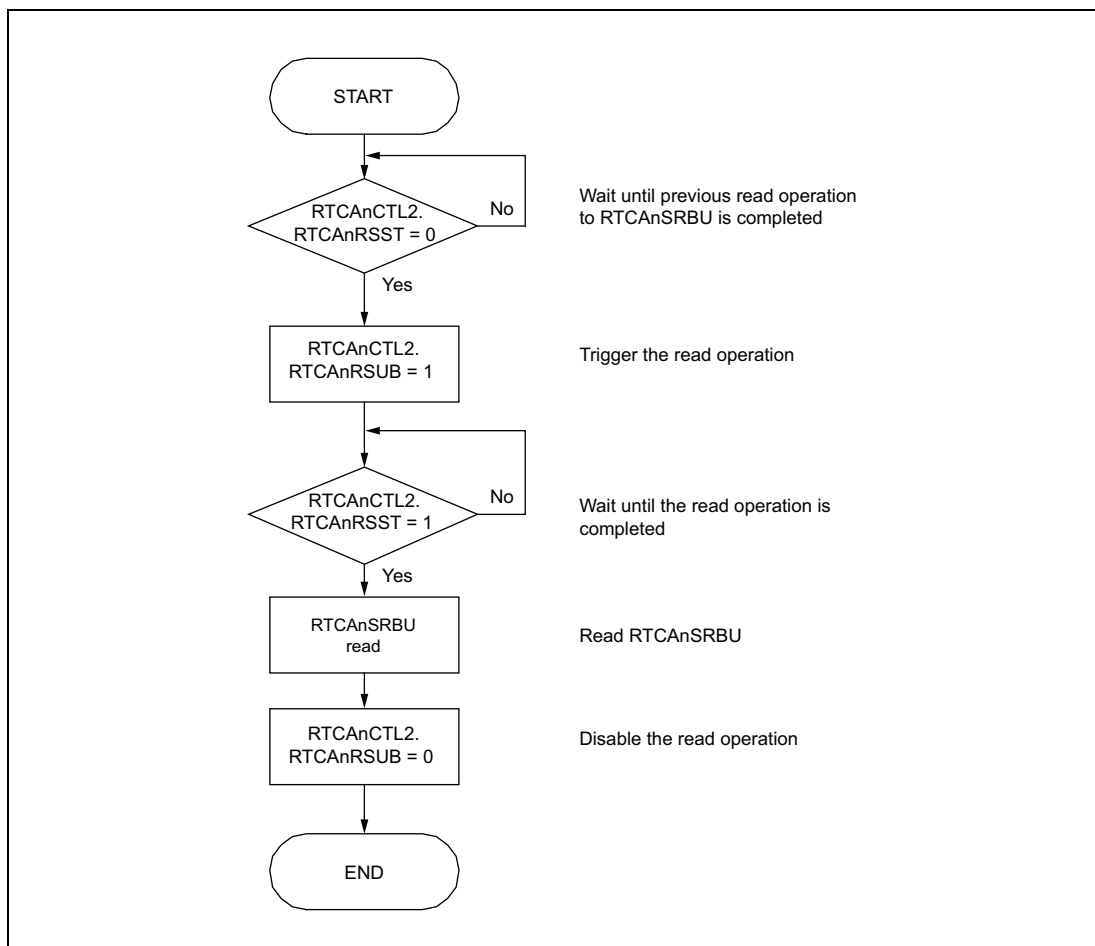 START
RTCAnCTL2.
RTCAnRSST = 0
No
Wait until previous read operation
to RTCAnSRBU is completed
Yes
RTCAnCTL2.
RTCAnRSUB = 1
Trigger the read operation
RTCAnCTL2.
RTCAnRSST = 1
No
Wait until the read operation is
completed
Yes
RTCAnSRBU
read
Read RTCAnSRBU
RTCAnCTL2.
RTCAnRSUB = 0
Disable the read operation
END